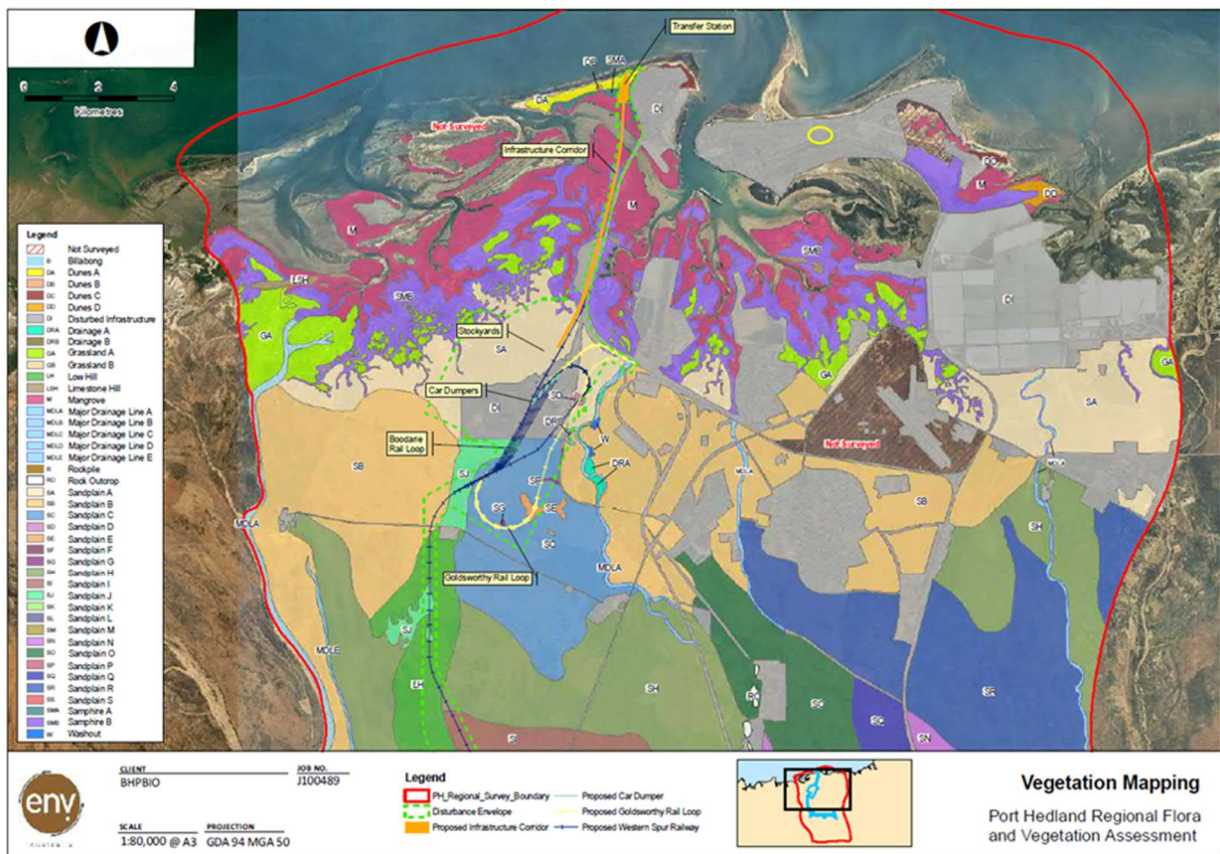 0 2 4
Kilometres
Transfer Station
DB SMA
DA
DI
Not Surveyed
Infrastructure Corridor
DC
M
DD
M
M
SMB
LSH
SMB
DI
GA
Stockyards
SA
GA
GA
SA
Car Dumpers
SD
DI
DRB
W
Not Surveyed
Boodarie
Rail Loop
SB
SJ
DRA
MDLA
MDLA
SF
SB
SG
SE
SH
MDLA
SC
MDLA
Goldsworthy Rail Loop
SJ
MDLE
LH
SH
RO
SO
SR
SQ
SN
SI
Legend
Not Surveyed
B Billabong
DA Dunes A
DB Dunes B
DC Dunes C
DD Dunes D
DI Disturbed Infrastructure
DRA Drainage A
DRB Drainage B
GA Grassland A
GB Grassland B
LH Low Hill
LSH Limestone Hill
M Mangrove
MDLA Major Drainage Line A
MDLB Major Drainage Line B
MDLC Major Drainage Line C
MDLD Major Drainage Line D
MDLE Major Drainage Line E
R Rockpile
RO Rock Outcrop
SA Sandplain A
SB Sandplain B
SC Sandplain C
SD Sandplain D
SE Sandplain E
SF Sandplain F
SG Sandplain G
SH Sandplain H
SI Sandplain I
SJ Sandplain J
SK Sandplain K
SL Sandplain L
SM Sandplain M
SN Sandplain N
SO Sandplain O
SP Sandplain P
SQ Sandplain Q
SR Sandplain R
SS Sandplain S
SMA Samphire A
SMB Samphire B
W Washout
env
AUSTRALIA
CLIENT
BHPBIO
JOB NO.
J100489
SCALE
1:80,000 @ A3
PROJECTION
GDA 94 MGA 50
Legend
PH_Regional_Survey_Boundary
Disturbance Envelope
Proposed Infrastructure Corridor
Proposed Car Dumper
Proposed Goldsworthy Rail Loop
Proposed Western Spur Railway
Vegetation Mapping
Port Hedland Regional Flora
and Vegetation Assessment